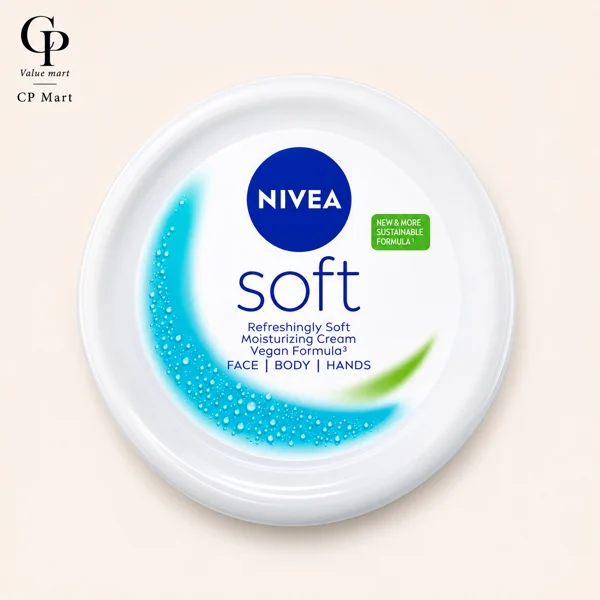 CP
Value mart
CP Mart
NIVEA
NEW & MORE
SUSTAINABLE
FORMULA¹
soft
Refreshingly Soft
Moisturizing Cream
Vegan Formula³
FACE | BODY | HANDS